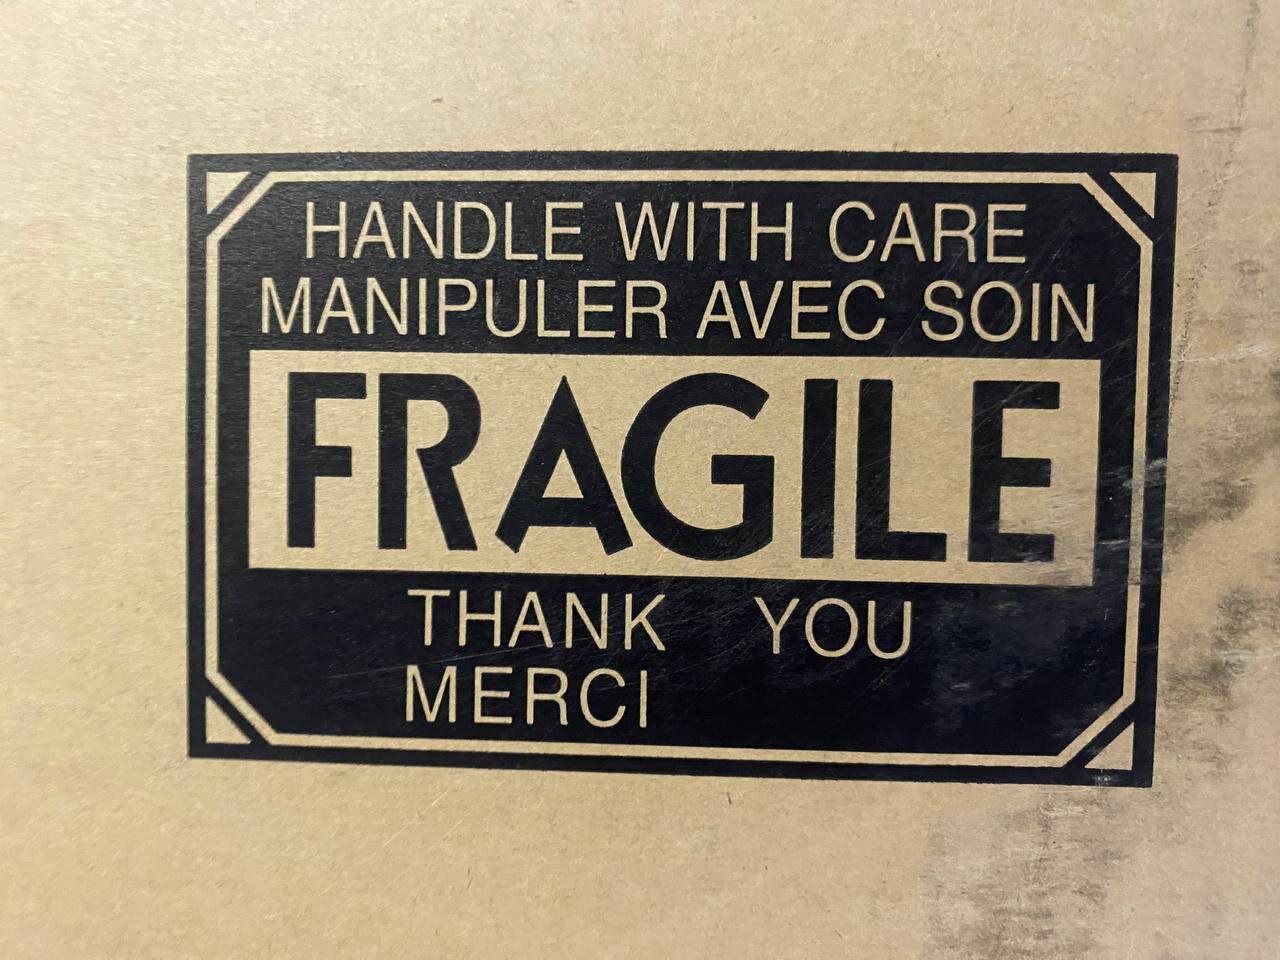 HANDLE WITH CARE
MANIPULER AVEC SOIN
FRAGILE
THANK YOU
MERCI